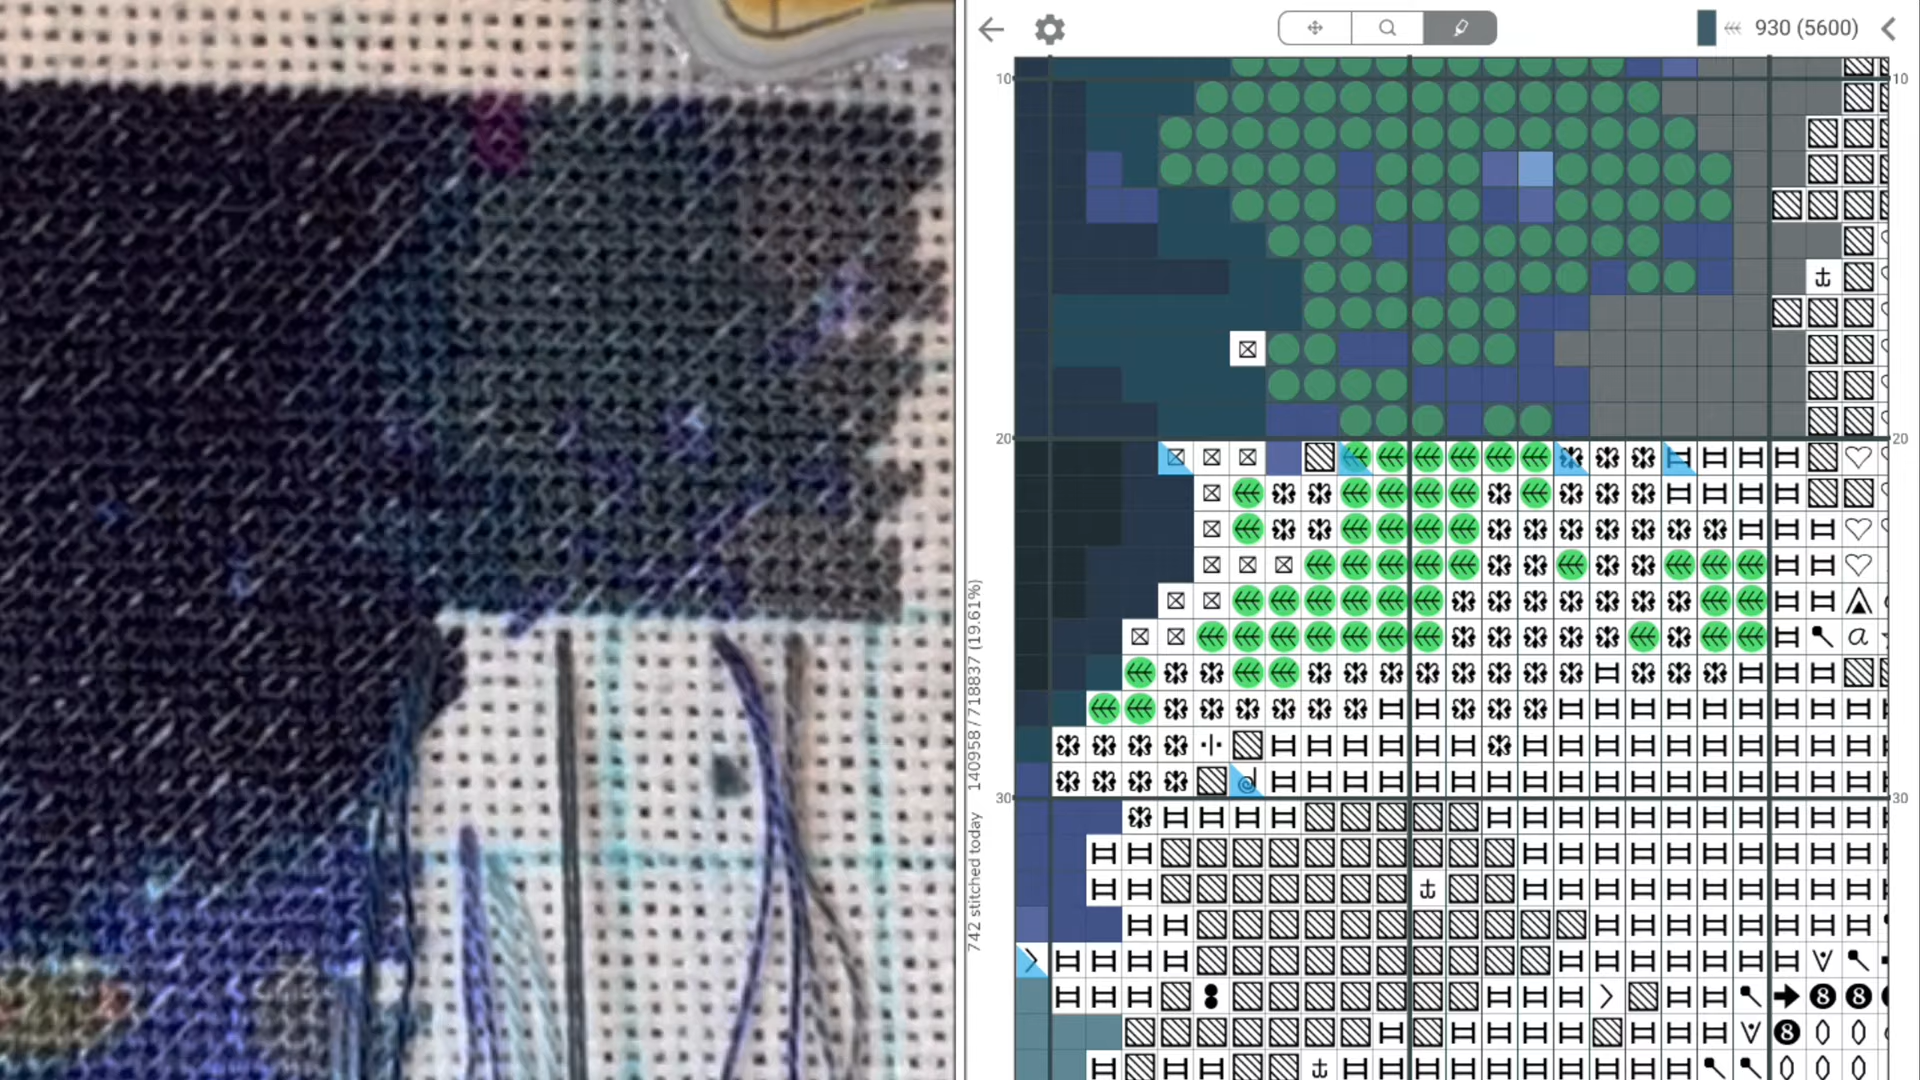 930 (5600)
10 10
20 20
30 30
742 stitched today 140958 / 718837 (19.61%)